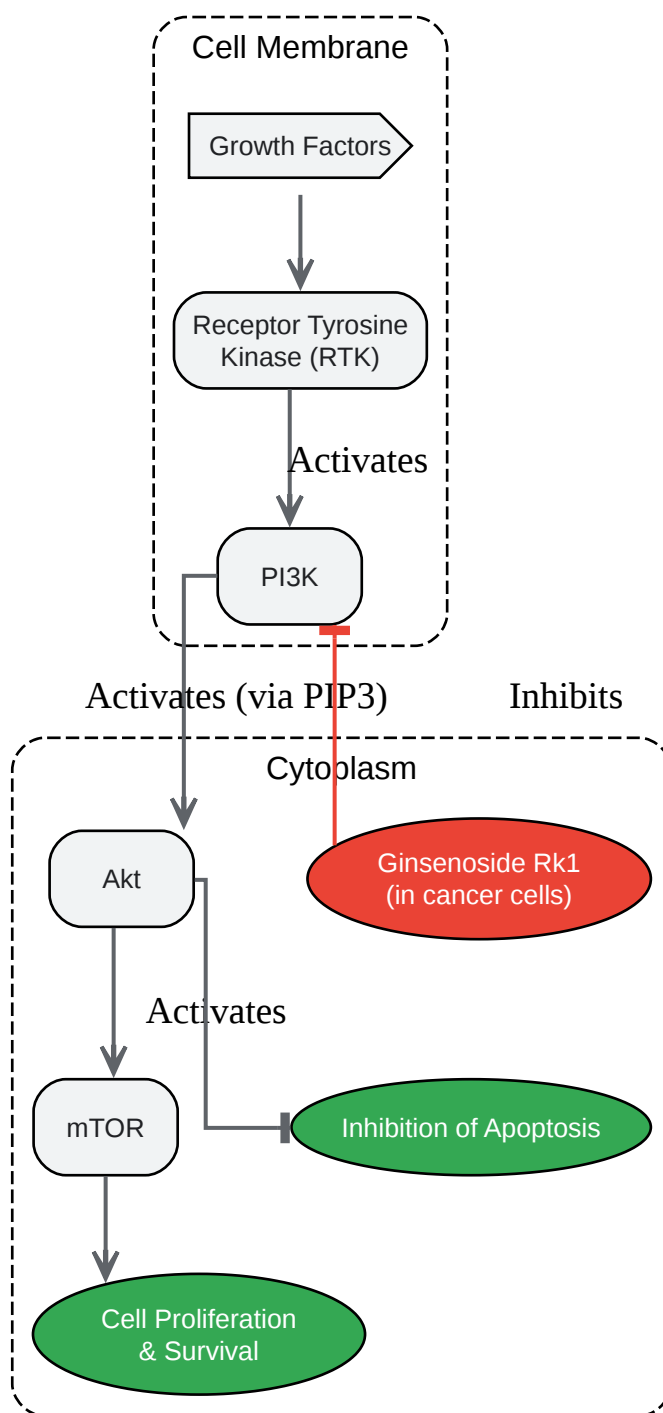 Cell Membrane
Growth Factors
Receptor Tyrosine
Kinase (RTK)
Activates
PI3K
Activates (via PIP3)
Inhibits
Cytoplasm
Akt
Ginsenoside Rk1
(in cancer cells)
Activates
mTOR
Inhibition of Apoptosis
Cell Proliferation
& Survival